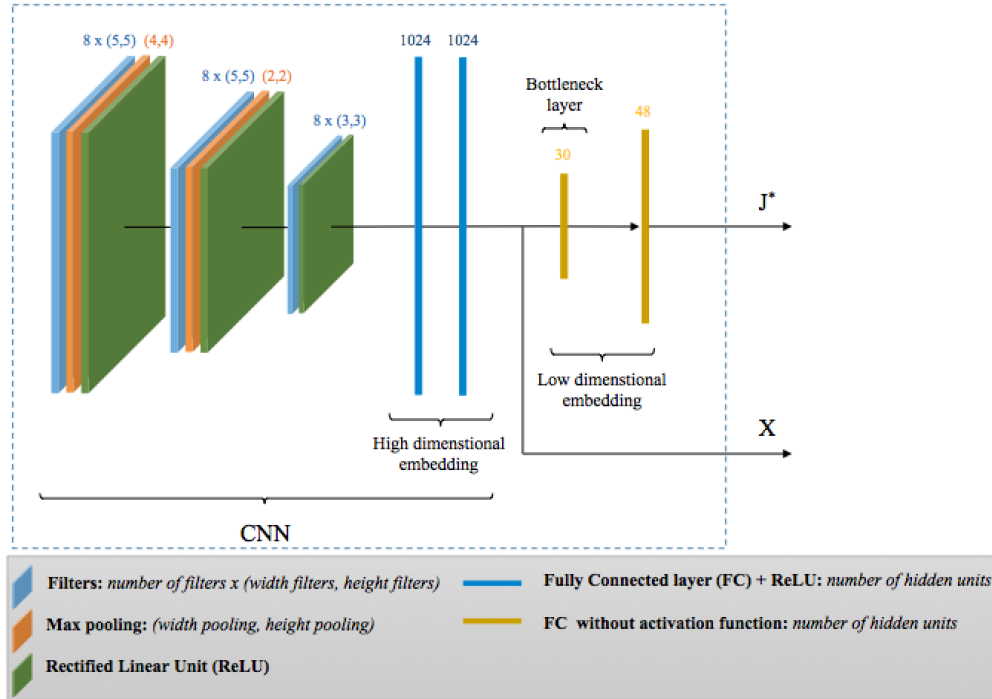 8 x (5,5) (4,4)
8 x (5,5) (2,2)
8 x (3,3)
1024 1024
Bottleneck
layer
30
48
J*
Low dimenstional
embedding
High dimenstional
embedding
X
CNN
Filters: number of filters x (width filters, height filters)
Fully Connected layer (FC) + ReLU: number of hidden units
Max pooling: (width pooling, height pooling)
FC without activation function: number of hidden units
Rectified Linear Unit (ReLU)